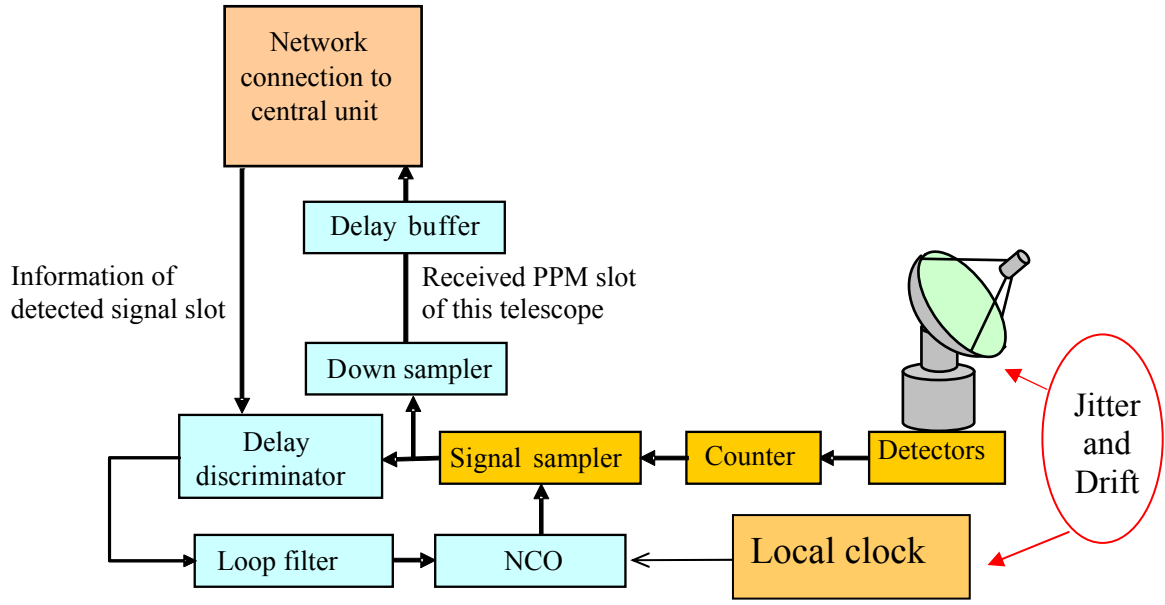 Network
connection to
central unit
Delay buffer
Information of
detected signal slot
Received PPM slot
of this telescope
Down sampler
Jitter
and
Drift
Delay
discriminator
Signal sampler
Counter
Detectors
Loop filter
NCO
Local clock